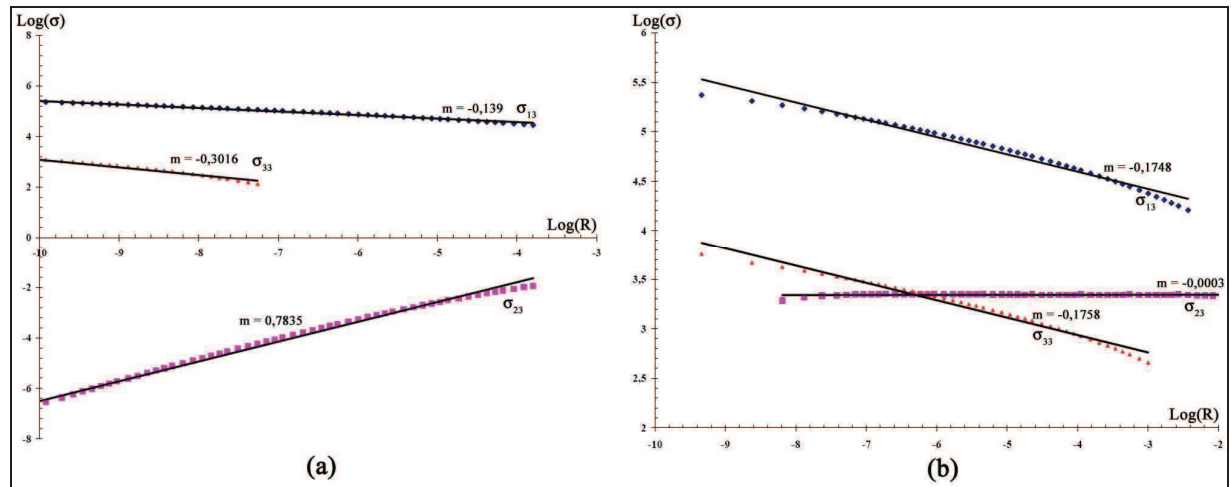 Log(σ)
8
6
4
2
0
-2
-4
-6
-8
-10
-9
-8
-7
-6
-5
-4
-3
Log(R)
m = -0,139
σ13
m = -0,3016
σ33
m = 0,7835
σ23
(a)
Log(σ)
6
5,5
5
4,5
4
3,5
3
2,5
2
-10
-9
-8
-7
-6
-5
-4
-3
-2
Log(R)
m = -0,1748
σ13
m = -0,0003
σ23
m = -0,1758
σ33
(b)